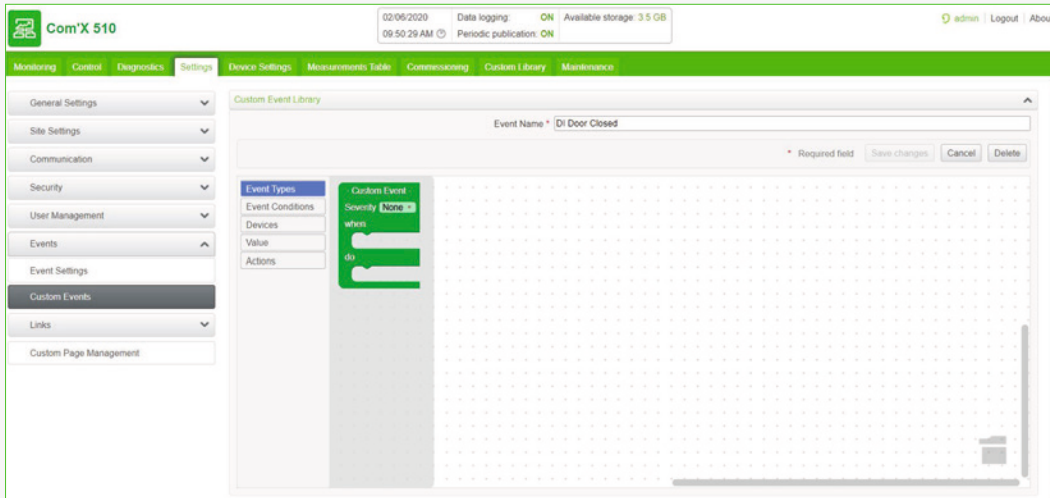 Com'X 510
02/06/2020 Data logging: ON Available storage: 3.5 GB
09:50:29 AM Periodic publication: ON
admin Logout Abou
Monitoring Control Diagnostics Settings Device Settings Measurements Table Commissioning Custom Library Maintenance
General Settings
Site Settings
Communication
Security
User Management
Events
Event Settings
Custom Events
Links
Custom Page Management
Custom Event Library
Event Name * DI Door Closed
* Required field Save changes Cancel Delete
Event Types
Event Conditions
Devices
Value
Actions
- Custom Event -
Severity None
when
do